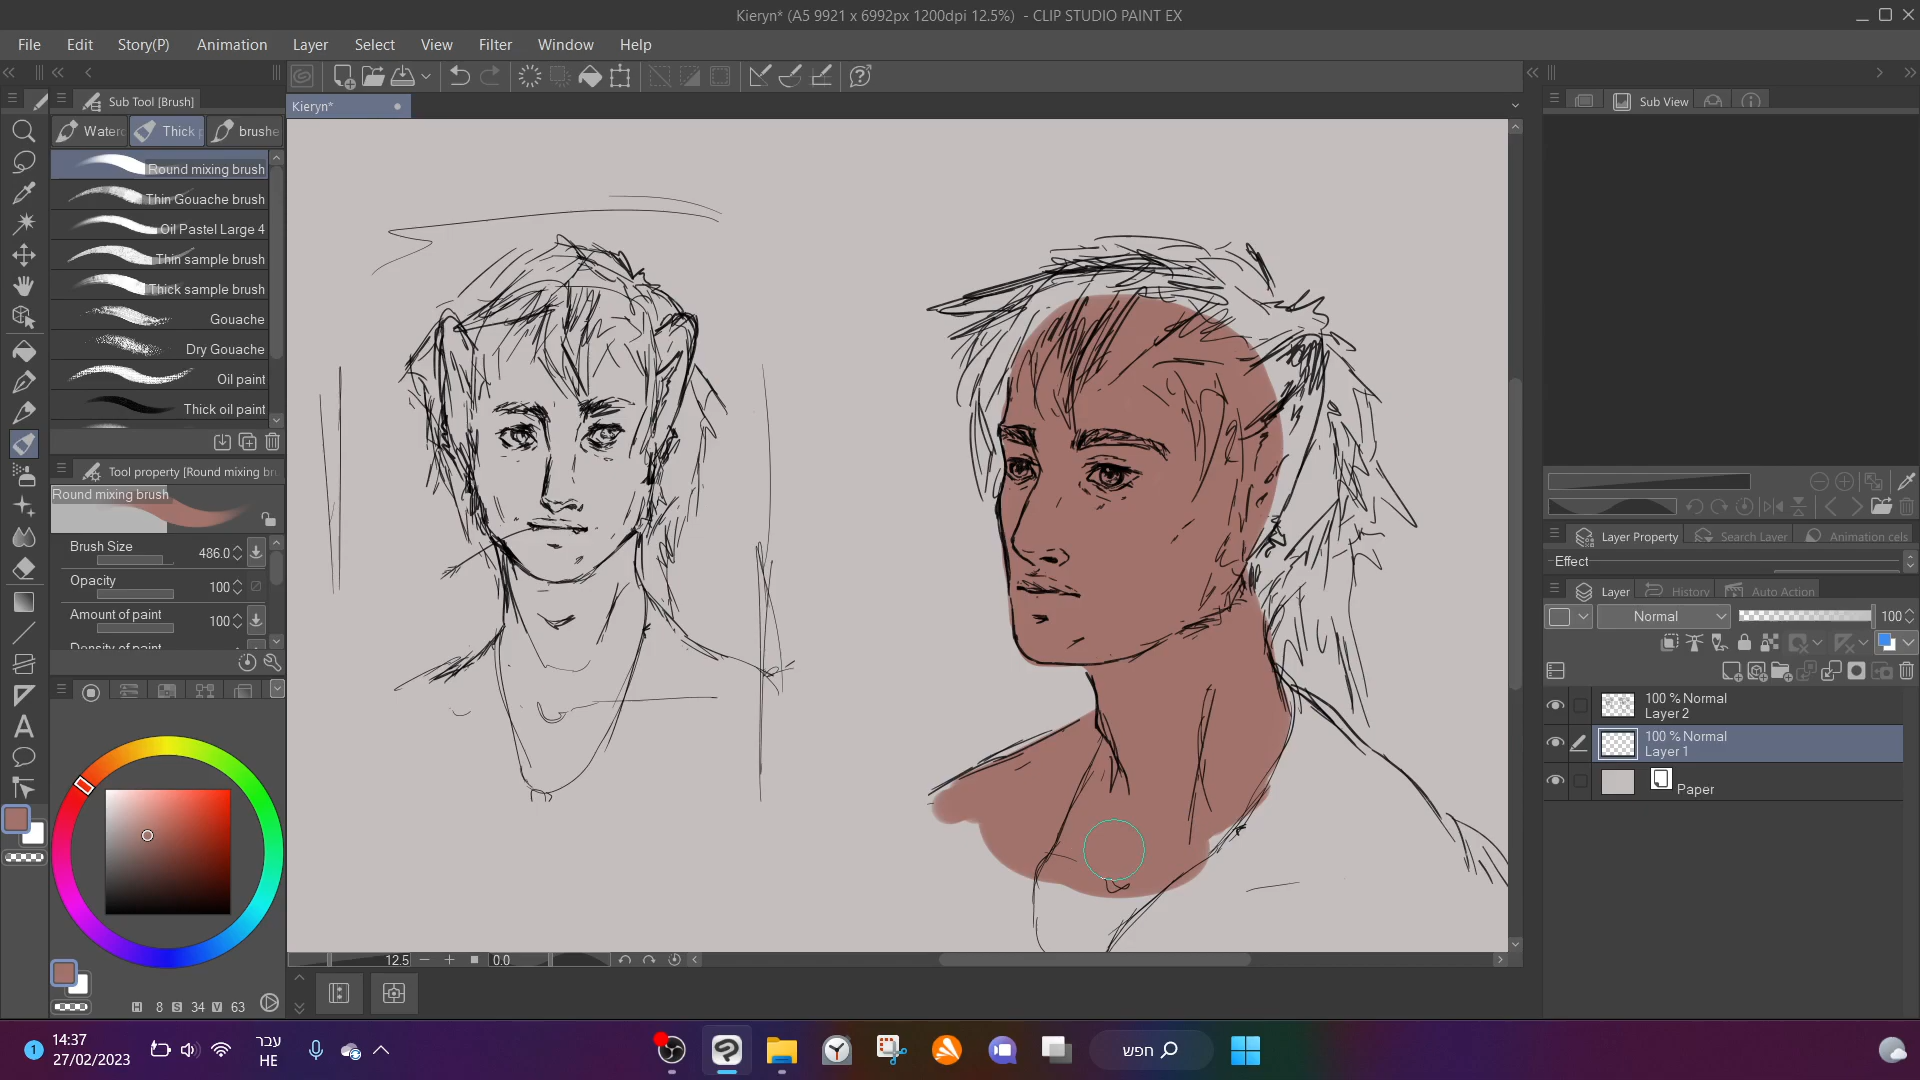 Kieryn* (A5 9921 x 6992px 1200dpi 12.5%) - CLIP STUDIO PAINT EX
File Edit Story(P) Animation Layer Select View Filter Window Help
Kieryn*
Sub Tool [Brush]
Waterc Thick p brushe
Round mixing brush
Thin Gouache brush
Oil Pastel Large 4
Thin sample brush
Thick sample brush
Gouache
Dry Gouache
Oil paint
Thick oil paint
Tool property [Round mixing bru
Round mixing brush
Brush Size 486.0
Opacity 100
Amount of paint 100
Density of paint
H 8 S 34 V 63
12.5 0.0
Sub View
Layer Property Search Layer Animation cels
Effect
Layer History Auto Action
Normal 100
100 % Normal
Layer 2
100 % Normal
Layer 1
Paper
1
14:37
27/02/2023
עבר
HE
חפש